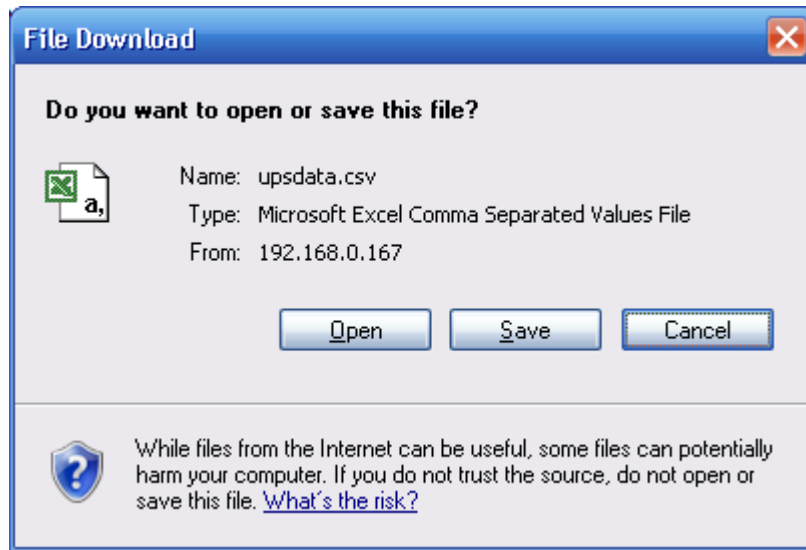 File Download
Do you want to open or save this file?
a,
Name: upsdata.csv
Type: Microsoft Excel Comma Separated Values File
From: 192.168.0.167
Open Save Cancel
While files from the Internet can be useful, some files can potentially
harm your computer. If you do not trust the source, do not open or
save this file. What's the risk?